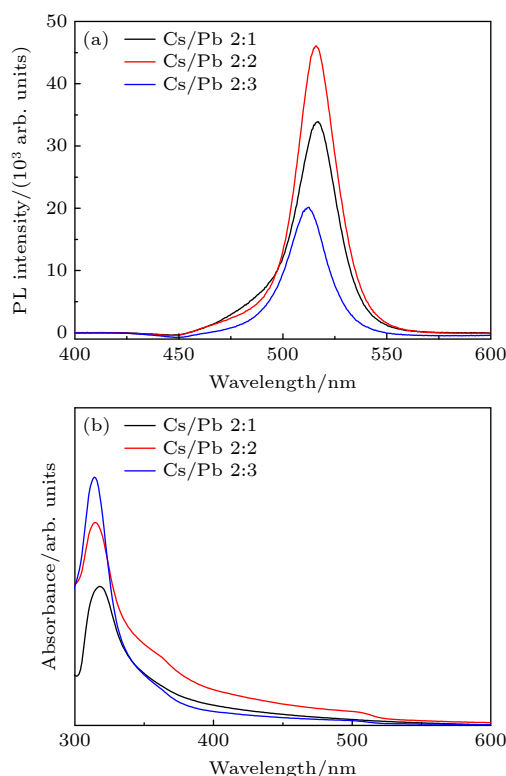 (a)
Cs/Pb 2:1
Cs/Pb 2:2
Cs/Pb 2:3
PL intensity/(10³ arb. units)
50
40
30
20
10
0
400 450 500 550 600
Wavelength/nm
(b)
Cs/Pb 2:1
Cs/Pb 2:2
Cs/Pb 2:3
Absorbance/arb. units
300 400 500 600
Wavelength/nm